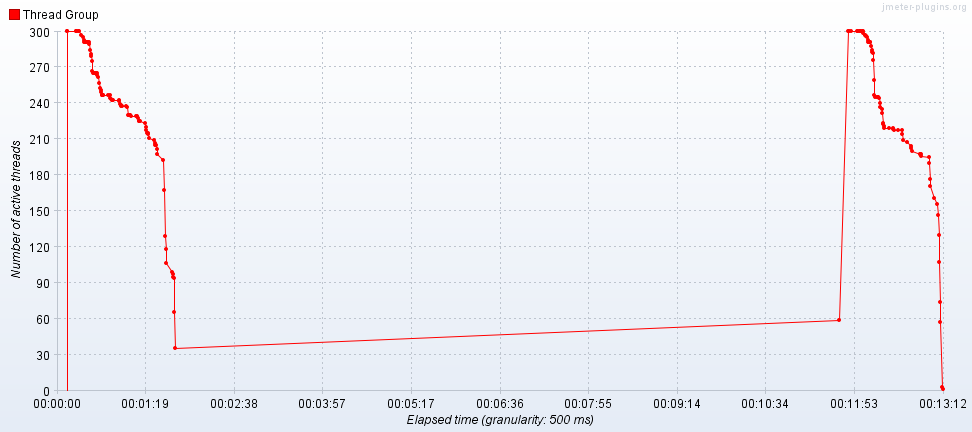 Thread Group
jmeter-plugins.org
300
270
240
210
180
150
120
90
60
30
0
Number of active threads
00:00:00 00:01:19 00:02:38 00:03:57 00:05:17 00:06:36 00:07:55 00:09:14 00:10:34 00:11:53 00:13:12
Elapsed time (granularity: 500 ms)